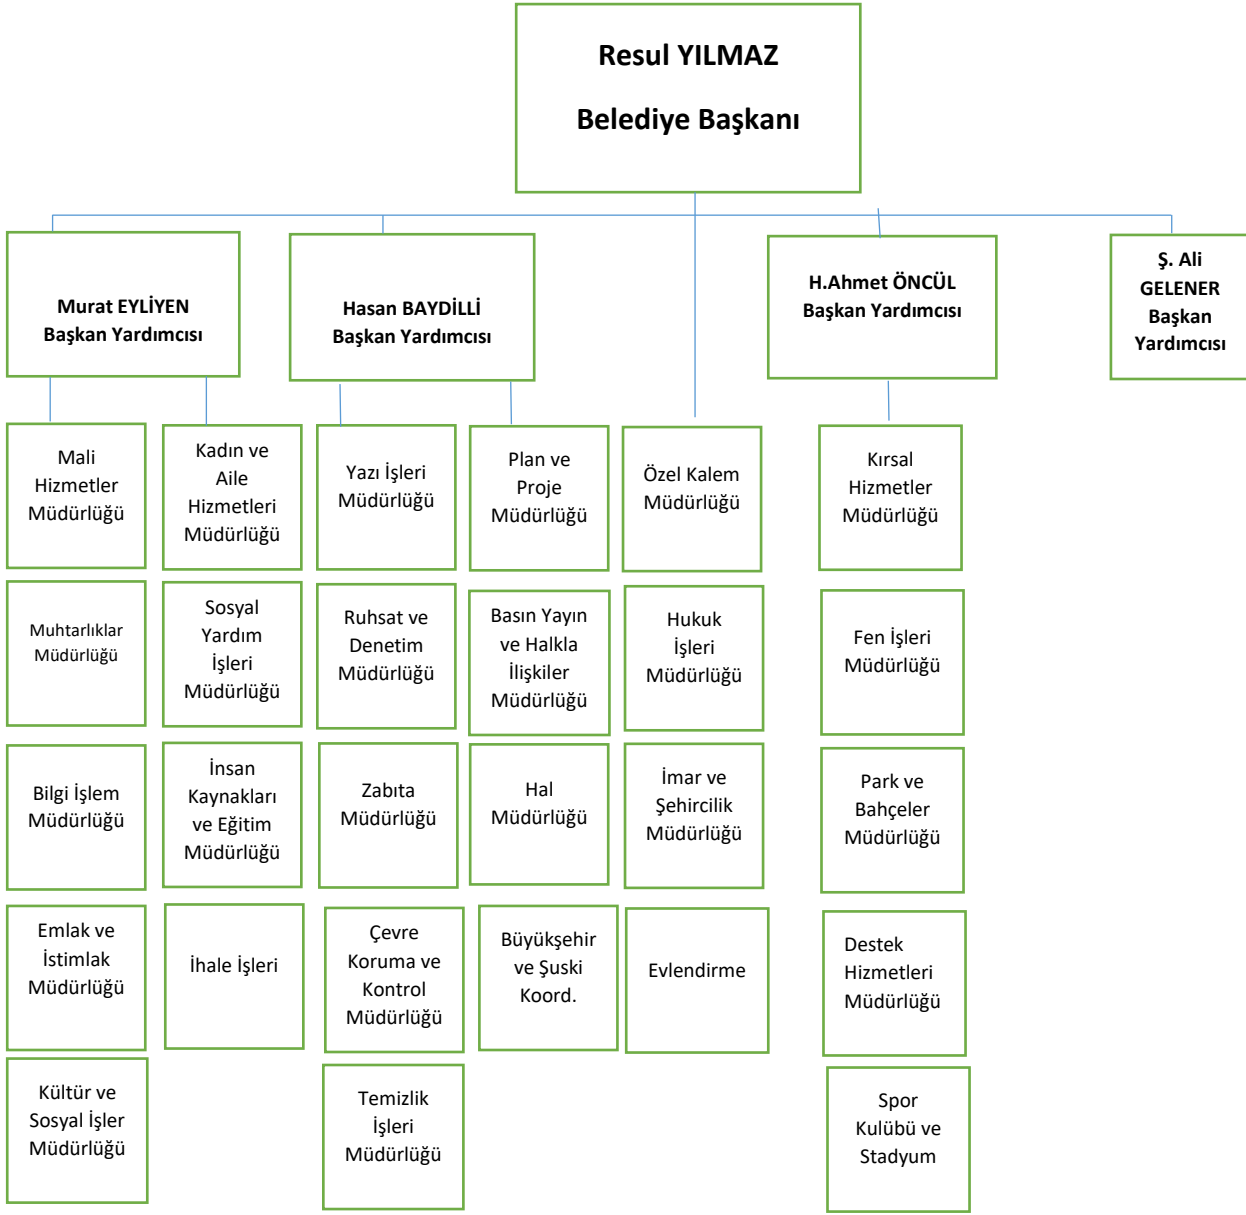 Resul YILMAZ
Belediye Başkanı
Murat EYLİYEN
Başkan Yardımcısı
Hasan BAYDİLLİ
Başkan Yardımcısı
H.Ahmet ÖNCÜL
Başkan Yardımcısı
Ş. Ali
GELENER
Başkan
Yardımcısı
Mali
Hizmetler
Müdürlüğü
Kadın ve
Aile
Hizmetleri
Müdürlüğü
Yazı İşleri
Müdürlüğü
Plan ve
Proje
Müdürlüğü
Özel Kalem
Müdürlüğü
Kırsal
Hizmetler
Müdürlüğü
Muhtarlıklar
Müdürlüğü
Sosyal
Yardım
İşleri
Müdürlüğü
Ruhsat ve
Denetim
Müdürlüğü
Basın Yayın
ve Halkla
İlişkiler
Müdürlüğü
Hukuk
İşleri
Müdürlüğü
Fen İşleri
Müdürlüğü
Bilgi İşlem
Müdürlüğü
İnsan
Kaynakları
ve Eğitim
Müdürlüğü
Zabıta
Müdürlüğü
Hal
Müdürlüğü
İmar ve
Şehircilik
Müdürlüğü
Park ve
Bahçeler
Müdürlüğü
Emlak ve
İstimlak
Müdürlüğü
İhale İşleri
Çevre
Koruma ve
Kontrol
Müdürlüğü
Büyükşehir
ve Şuski
Koord.
Evlendirme
Destek
Hizmetleri
Müdürlüğü
Kültür ve
Sosyal İşler
Müdürlüğü
Temizlik
İşleri
Müdürlüğü
Spor
Kulübü ve
Stadyum